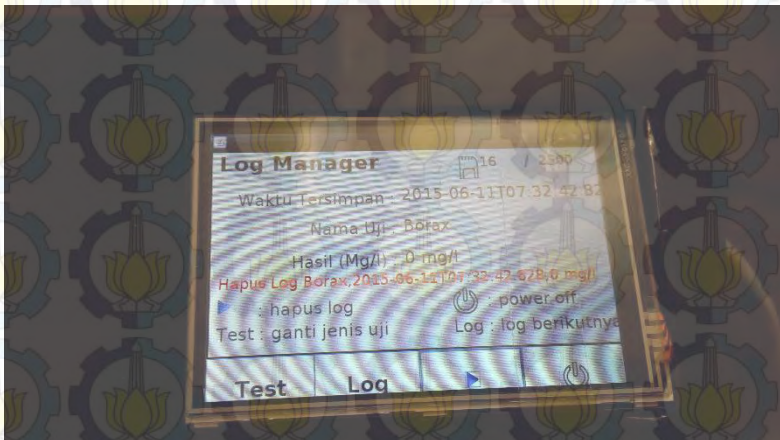 Log Manager 16 / 2500
Waktu Tersimpan : 2015-06-11T07:32:42.82
Nama Uji : Borax
Hasil (Mg/l) : 0 mg/l
Hapus Log Borax,2015-06-11T07:32:42.828,0 mg/l
: hapus log : power off
Test : ganti jenis uji Log : log berikutnya
Test Log